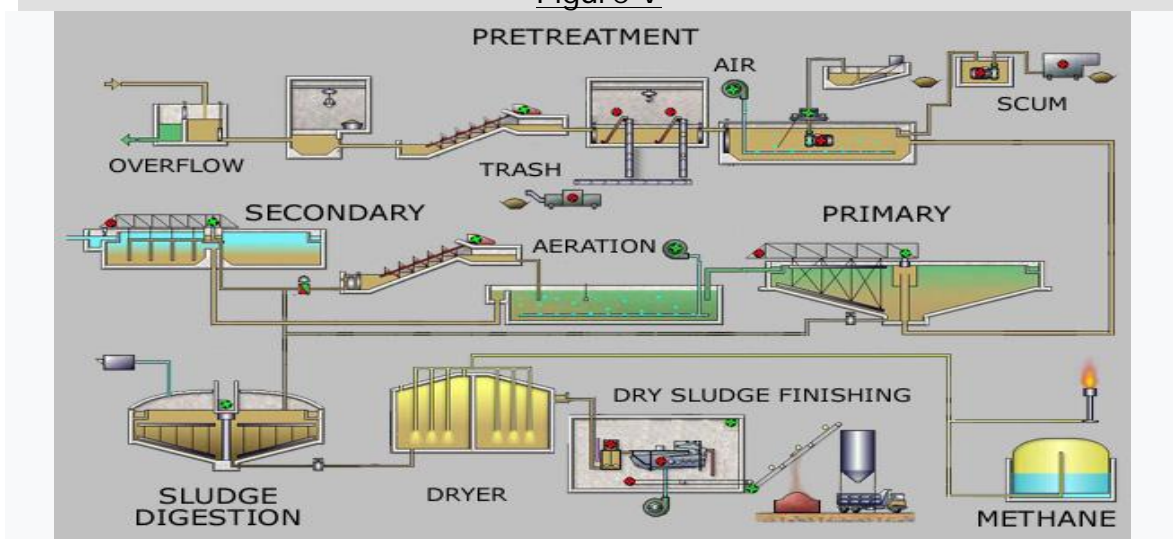 PRETREATMENT
AIR
SCUM
OVERFLOW
TRASH
SECONDARY
PRIMARY
AERATION
DRY SLUDGE FINISHING
SLUDGE
DIGESTION
DRYER
METHANE